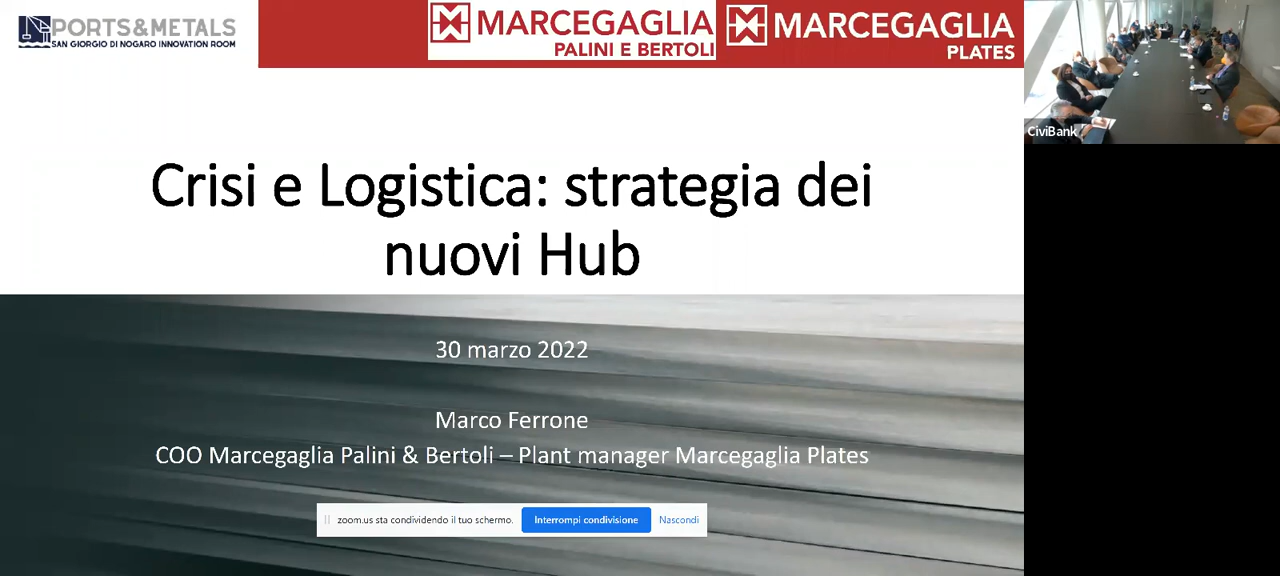 PORTS&METALS
SAN GIORGIO DI NOGARO INNOVATION ROOM
MARCEGAGLIA
PALINI E BERTOLI
MARCEGAGLIA
PLATES
CiviBank
Crisi e Logistica: strategia dei
nuovi Hub
30 marzo 2022
Marco Ferrone
COO Marcegaglia Palini & Bertoli – Plant manager Marcegaglia Plates
zoom.us sta condividendo il tuo schermo. Interrompi condivisione Nascondi